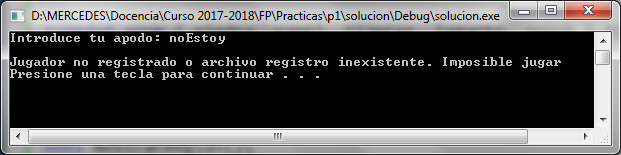 D:\MERCEDES\Docencia\Curso 2017-2018\FP\Practicas\p1\solucion\Debug\solucion.exe
Introduce tu apodo: noEstoy
Jugador no registrado o archivo registro inexistente. Imposible jugar
Presione una tecla para continuar . . .